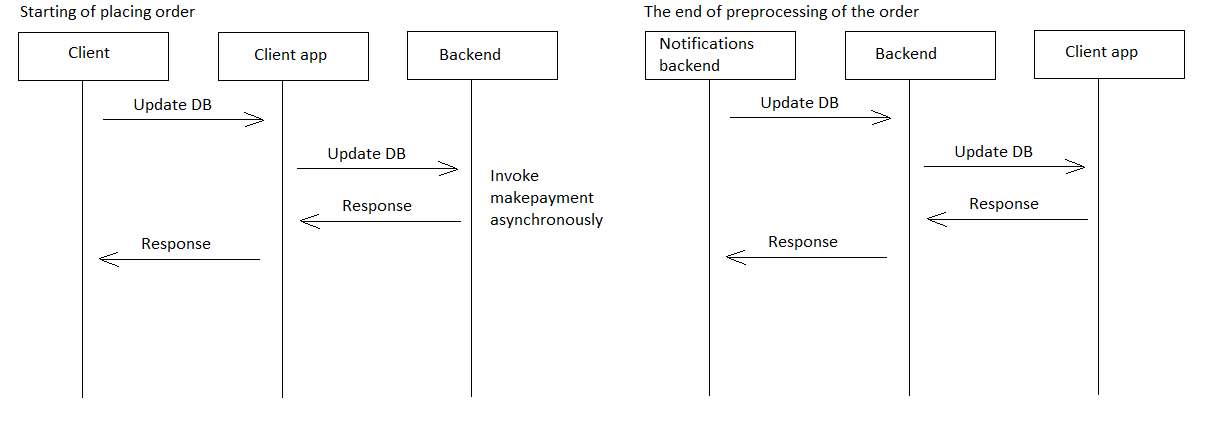 Starting of placing order
Client
Client app
Backend
Update DB
Update DB
Invoke
makepayment
asynchronously
Response
Response
The end of preprocessing of the order
Notifications
backend
Backend
Client app
Update DB
Update DB
Response
Response